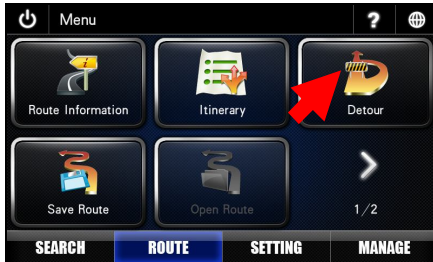 Menu ?
Route Information Itinerary Detour
Save Route Open Route 1/2
SEARCH ROUTE SETTING MANAGE